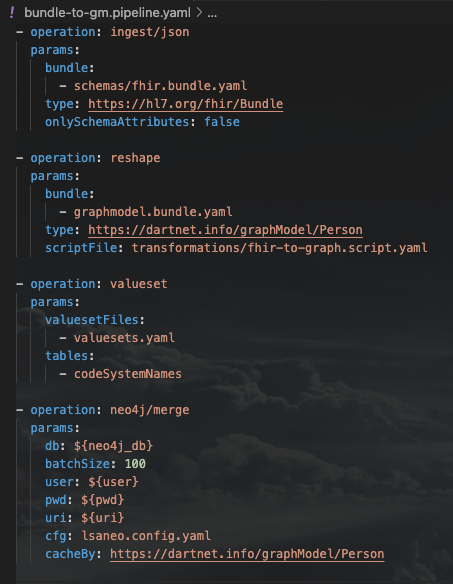 ! bundle-to-gm.pipeline.yaml > ...
- operation: ingest/json
  params:
    bundle:
      - schemas/fhir.bundle.yaml
    type: https://hl7.org/fhir/Bundle
    onlySchemaAttributes: false
- operation: reshape
  params:
    bundle:
      - graphmodel.bundle.yaml
    type: https://dartnet.info/graphModel/Person
    scriptFile: transformations/fhir-to-graph.script.yaml
- operation: valueset
  params:
    valuesetFiles:
      - valuesets.yaml
    tables:
      - codeSystemNames
- operation: neo4j/merge
  params:
    db: ${neo4j_db}
    batchSize: 100
    user: ${user}
    pwd: ${pwd}
    uri: ${uri}
    cfg: lsaneo.config.yaml
    cacheBy: https://dartnet.info/graphModel/Person